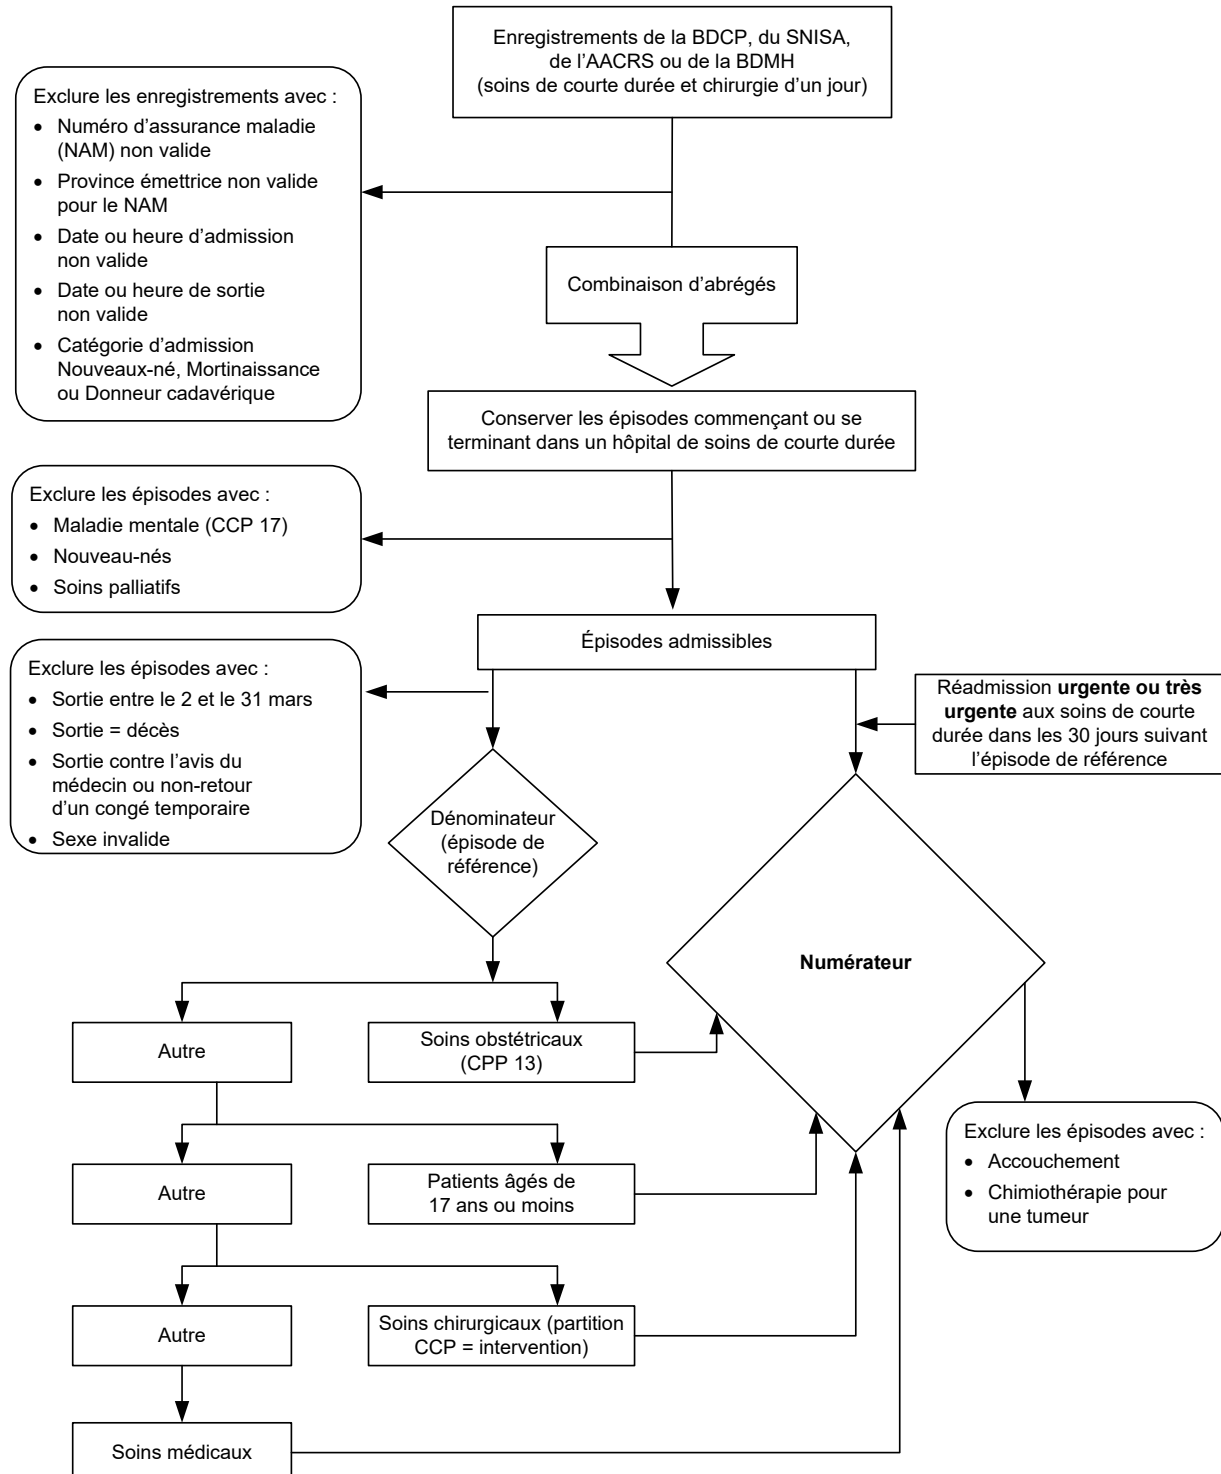 Enregistrements de la BDCP, du SNISA,
de l’AACRS ou de la BDMH
(soins de courte durée et chirurgie d’un jour)
Exclure les enregistrements avec :
• Numéro d’assurance maladie
(NAM) non valide
• Province émettrice non valide
pour le NAM
• Date ou heure d’admission
non valide
• Date ou heure de sortie
non valide
• Catégorie d’admission
Nouveaux-né, Mortinaissance
ou Donneur cadavérique
Combinaison d’abrégés
Conserver les épisodes commençant ou se
terminant dans un hôpital de soins de courte durée
Exclure les épisodes avec :
• Maladie mentale (CCP 17)
• Nouveau-nés
• Soins palliatifs
Épisodes admissibles
Exclure les épisodes avec :
• Sortie entre le 2 et le 31 mars
• Sortie = décès
• Sortie contre l’avis du
médecin ou non-retour
d’un congé temporaire
• Sexe invalide
Réadmission urgente ou très
urgente aux soins de courte
durée dans les 30 jours suivant
l’épisode de référence
Dénominateur
(épisode de
référence)
Numérateur
Autre
Soins obstétricaux
(CPP 13)
Exclure les épisodes avec :
• Accouchement
• Chimiothérapie pour
une tumeur
Autre
Patients âgés de
17 ans ou moins
Autre
Soins chirurgicaux (partition
CCP = intervention)
Soins médicaux